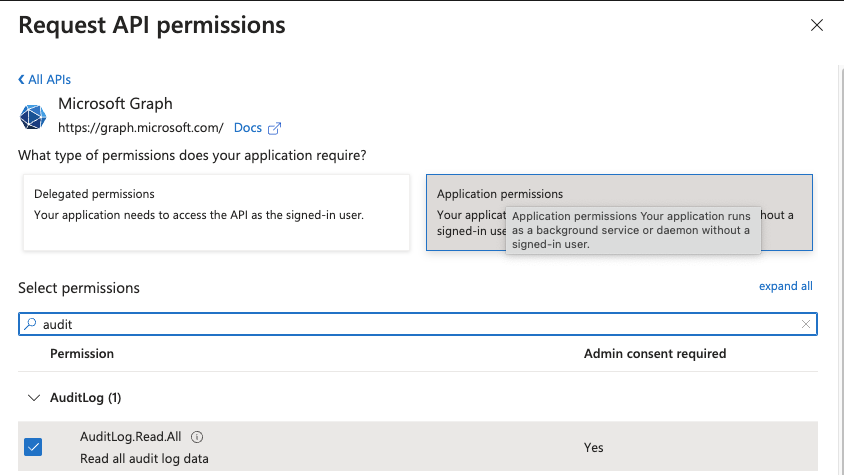 Request API permissions
All APIs
Microsoft Graph
https://graph.microsoft.com/ Docs
What type of permissions does your application require?
Delegated permissions
Your application needs to access the API as the signed-in user.
Application permissions
Your applicat
hout a
signed-in use
Application permissions Your application runs
as a background service or daemon without a
signed-in user.
Select permissions
expand all
audit
Permission
Admin consent required
AuditLog (1)
AuditLog.Read.All
Read all audit log data
Yes